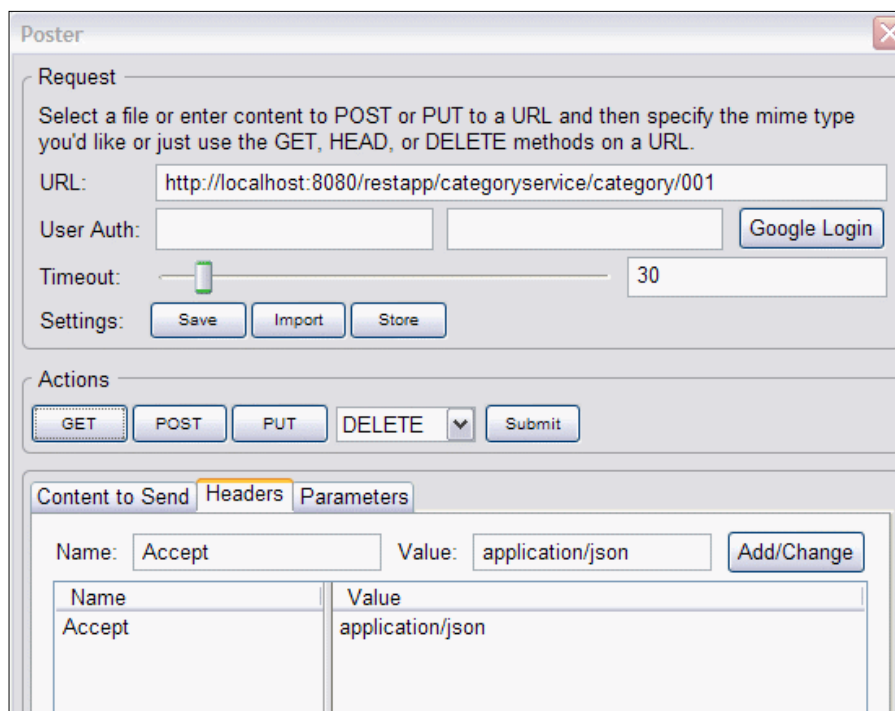 Poster
Request
Select a file or enter content to POST or PUT to a URL and then specify the mime type
you'd like or just use the GET, HEAD, or DELETE methods on a URL.
URL: http://localhost:8080/restapp/categoryservice/category/001
User Auth: Google Login
Timeout: 30
Settings: Save Import Store
Actions
GET POST PUT DELETE Submit
Content to Send Headers Parameters
Name: Accept Value: application/json Add/Change
Name Value
Accept application/json